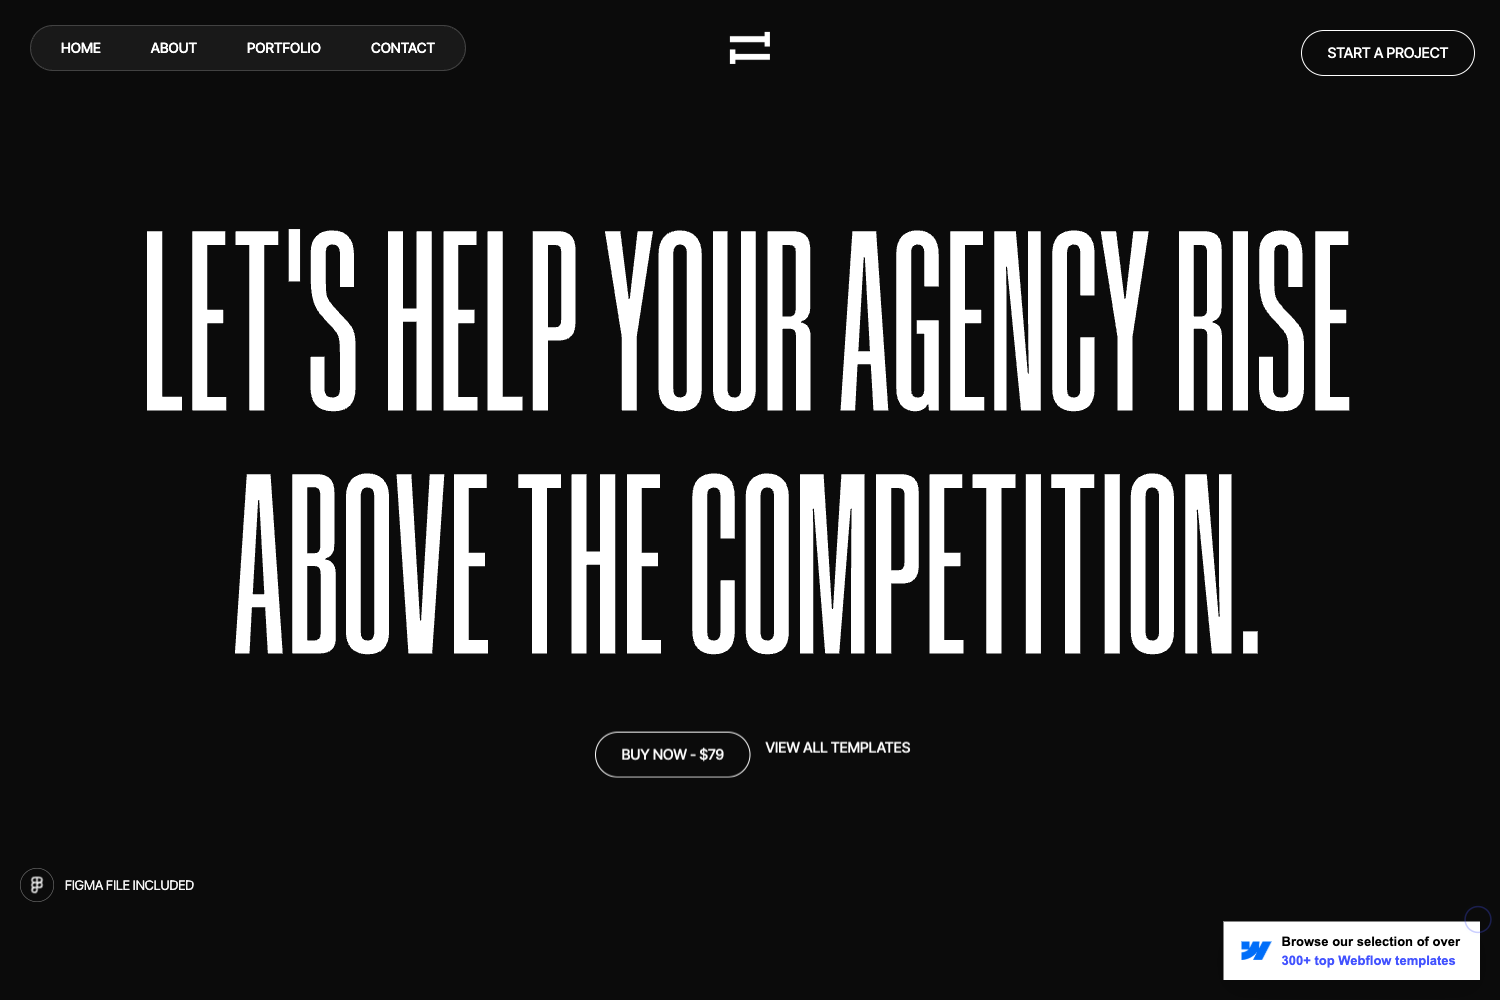 HOME
ABOUT
PORTFOLIO
CONTACT
START A PROJECT
LET'S HELP YOUR AGENCY RISE
ABOVE THE COMPETITION.
BUY NOW - $79
VIEW ALL TEMPLATES
FIGMA FILE INCLUDED
Browse our selection of over
300+ top Webflow templates